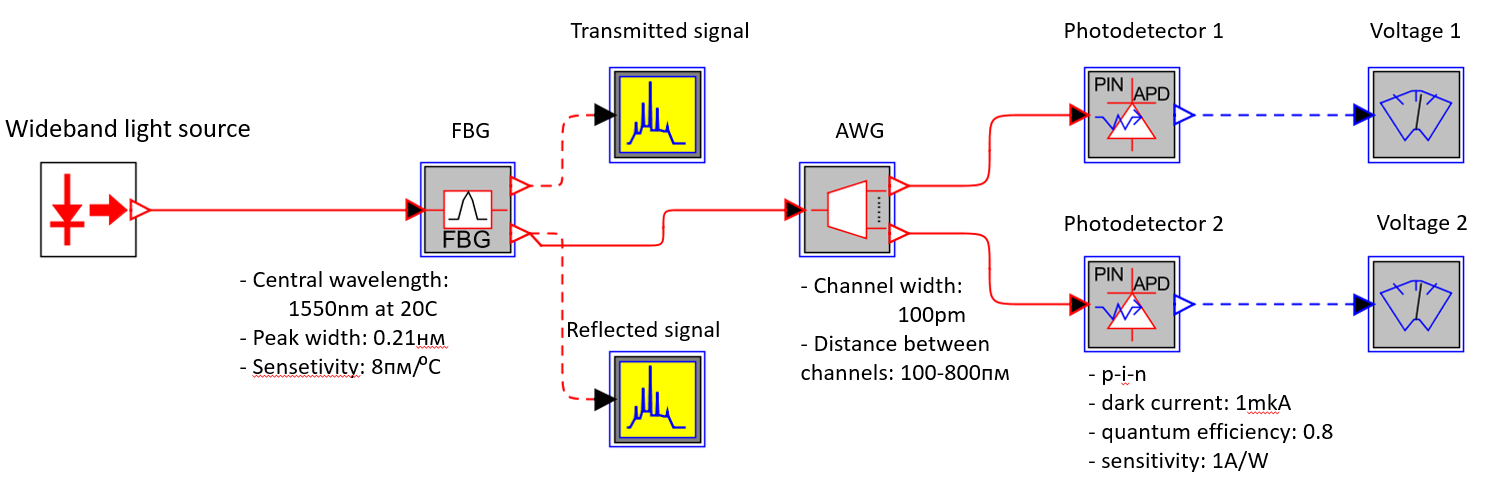 Transmitted signal
Photodetector 1
Voltage 1
PIN
APD
Wideband light source
FBG
AWG
FBG
Photodetector 2
Voltage 2
PIN
APD
- Central wavelength:
1550nm at 20C
- Peak width: 0.21нм
- Sensetivity: 8пм/⁰C
- Channel width:
100pm
- Distance between
channels: 100-800пм
Reflected signal
- p-i-n
- dark current: 1mkA
- quantum efficiency: 0.8
- sensitivity: 1A/W